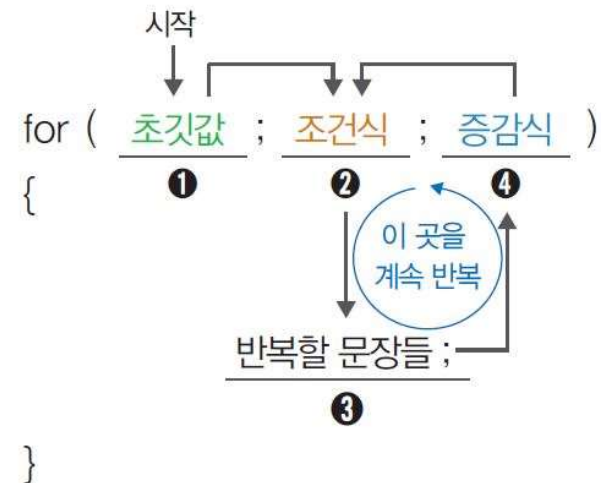 시작
for ( 초깃값 ; 조건식 ; 증감식 )
❶ ❷ ❹
{
이 곳을
계속 반복
반복할 문장들 ;
❸
}